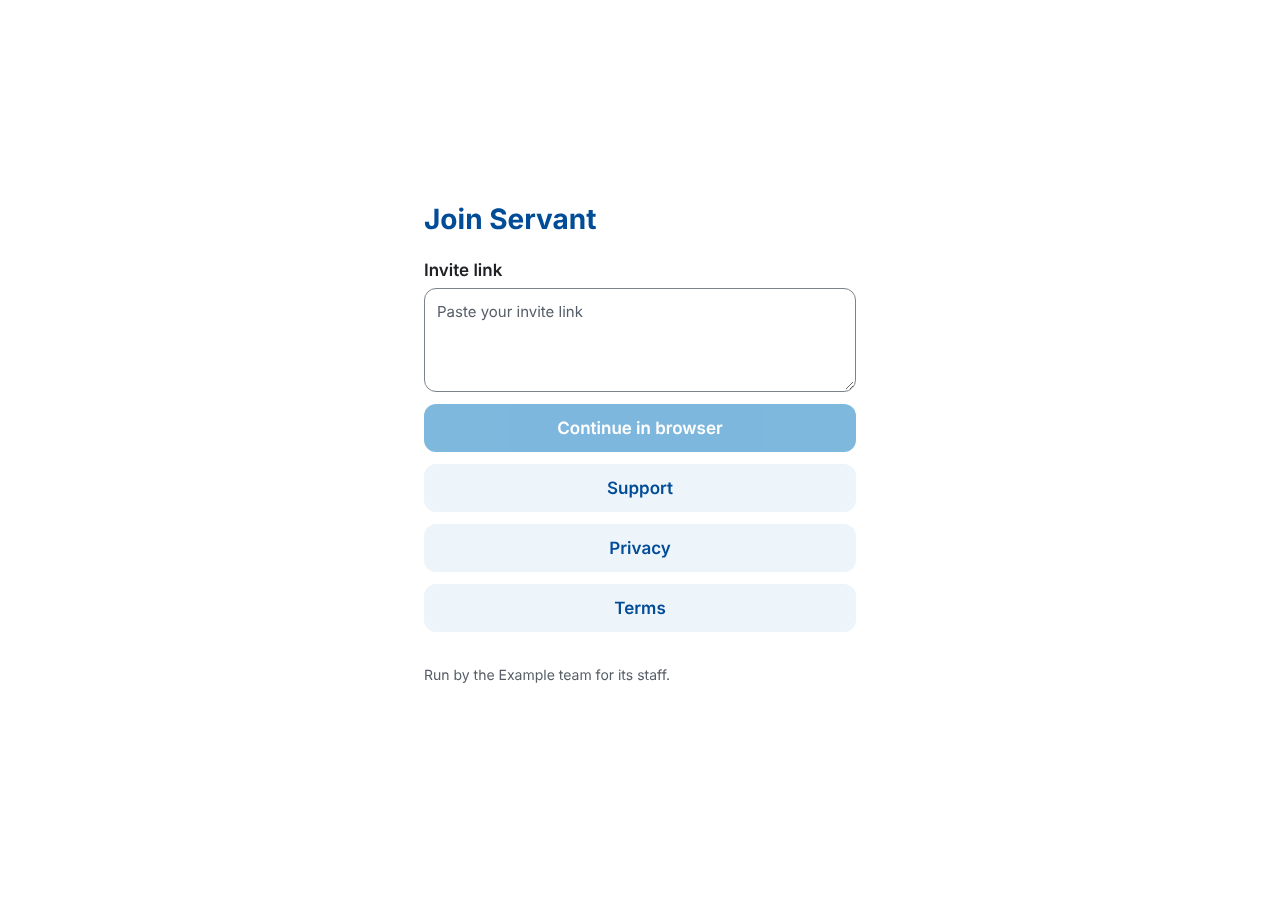 Join Servant
Invite link
Paste your invite link
Continue in browser
Support
Privacy
Terms
Run by the Example team for its staff.